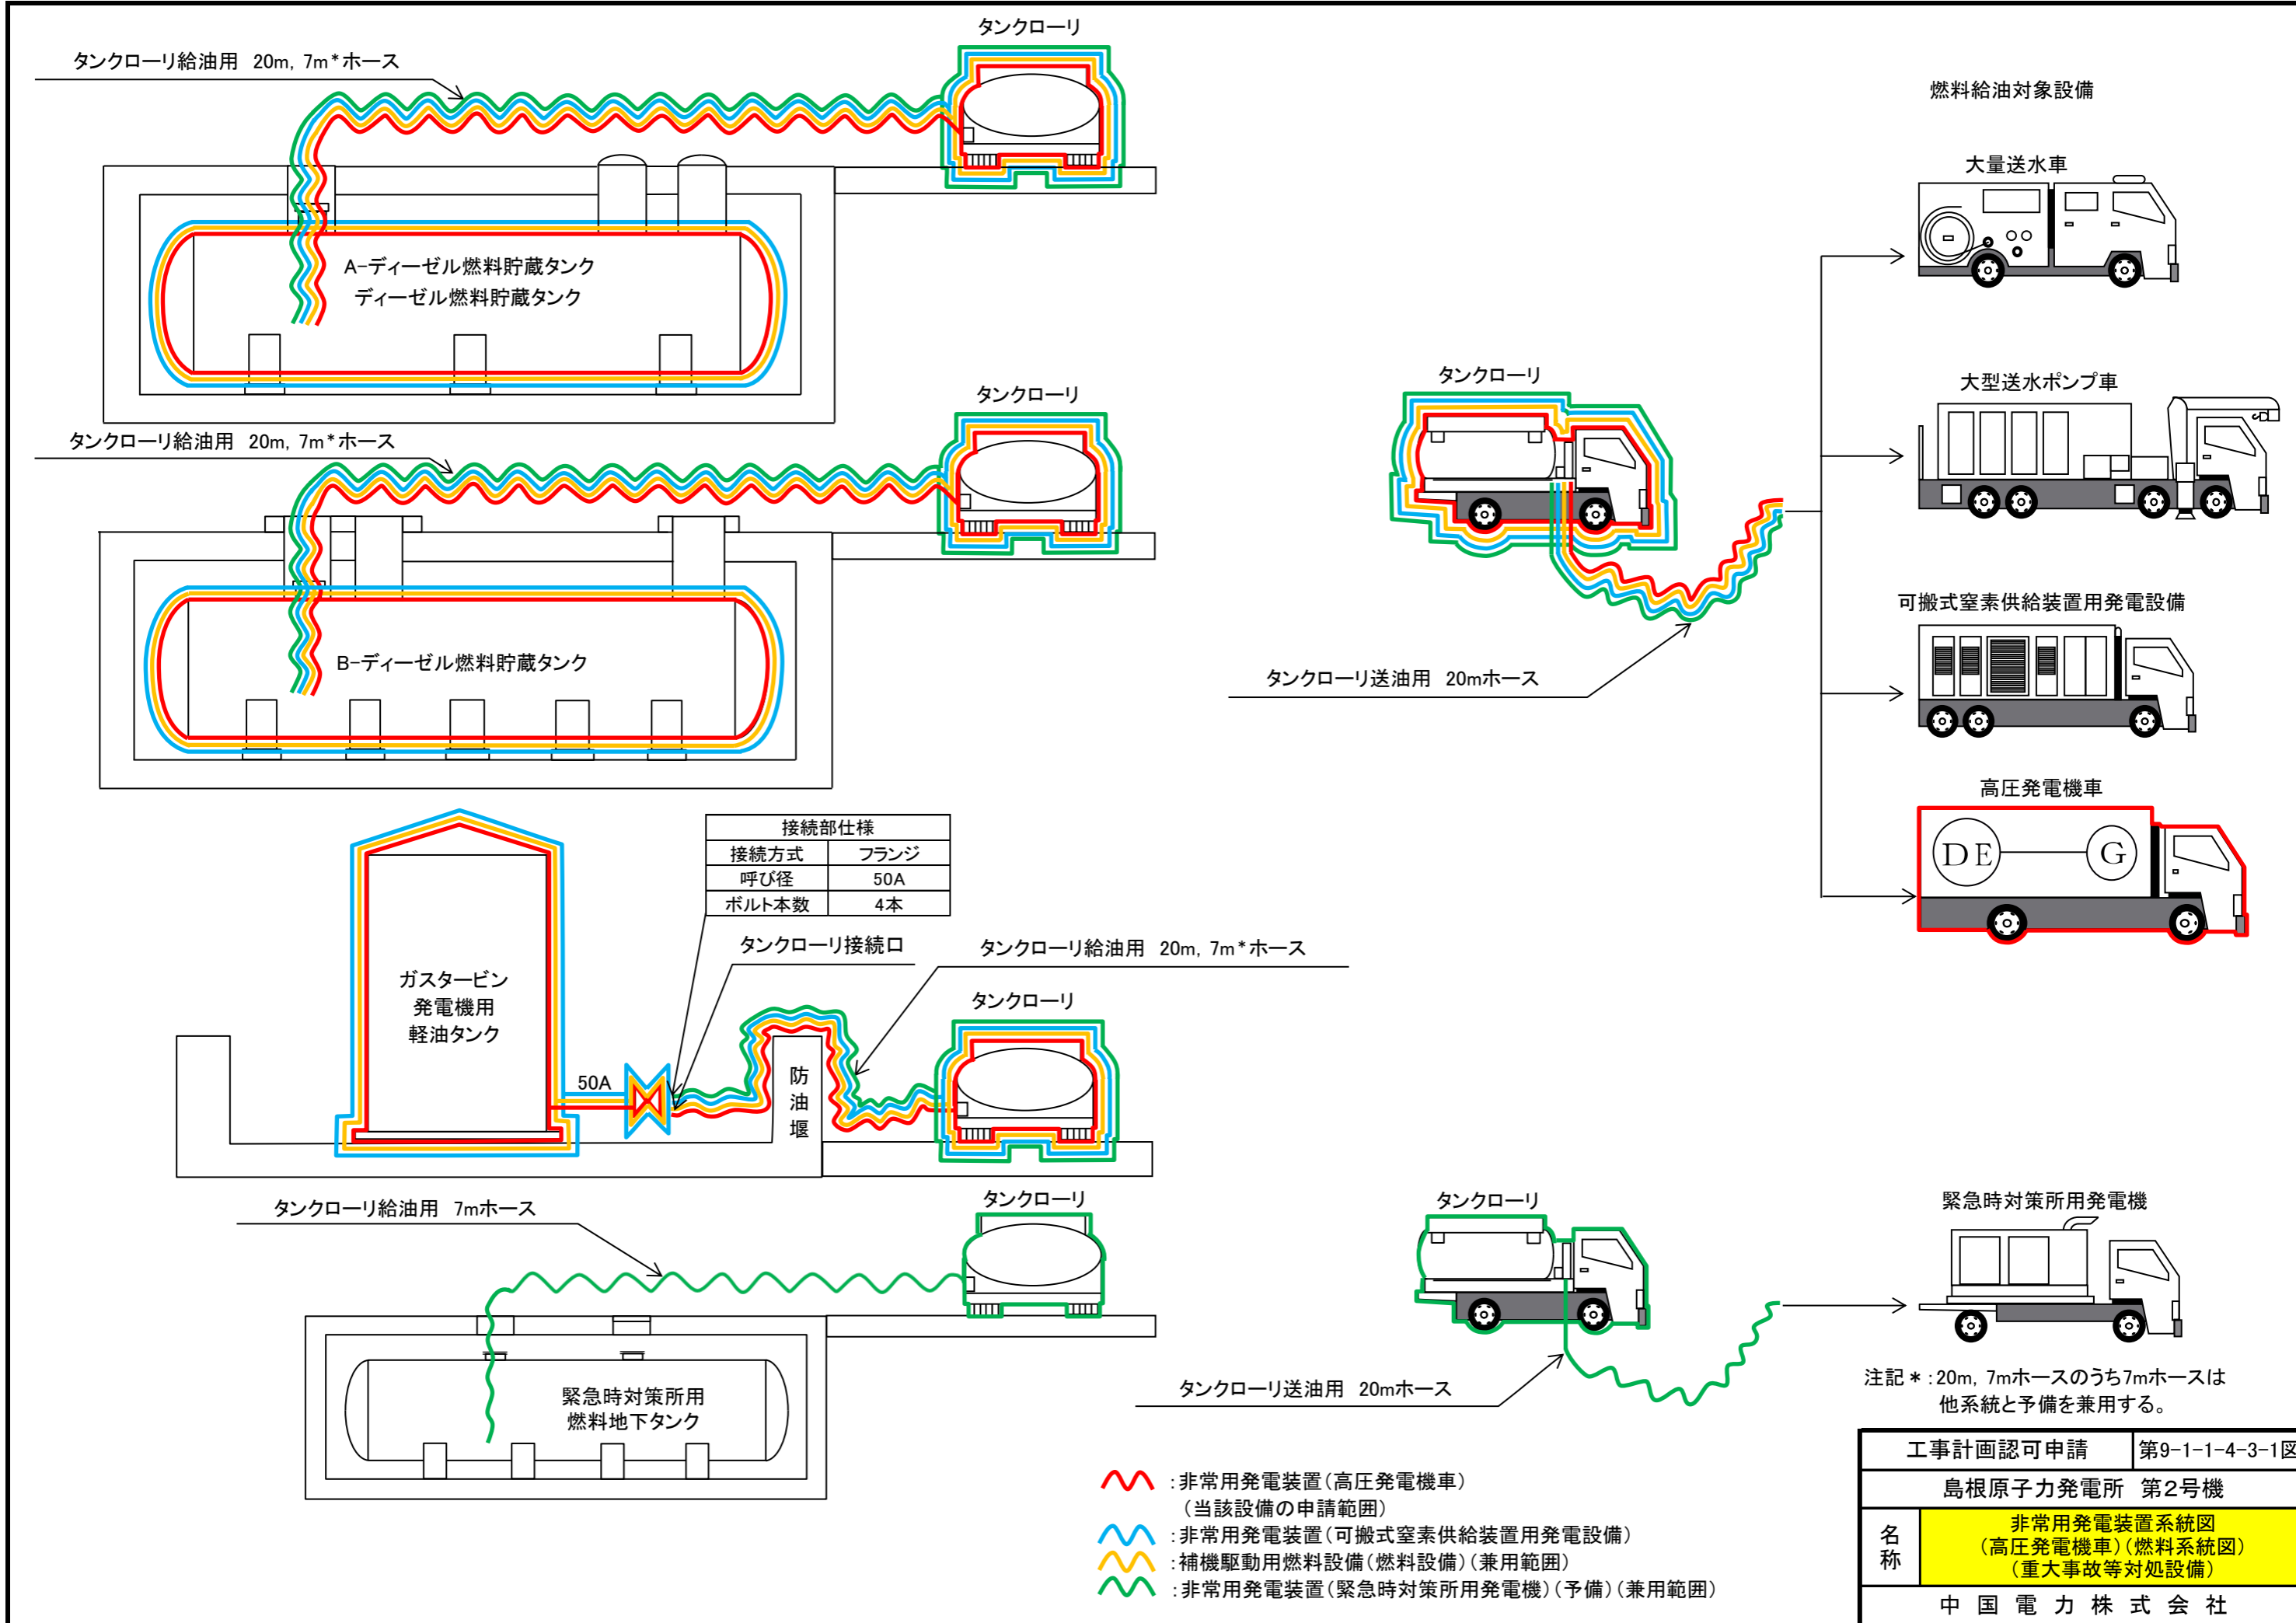 タンクローリ
タンクローリ給油用 20m, 7m*ホース
A-ディーゼル燃料貯蔵タンク
ディーゼル燃料貯蔵タンク
タンクローリ
タンクローリ給油用 20m, 7m*ホース
B-ディーゼル燃料貯蔵タンク
接続部仕様
接続方式 フランジ
呼び径 50A
ボルト本数 4本
タンクローリ接続口
タンクローリ給油用 20m, 7m*ホース
タンクローリ
ガスタービン
発電機用
軽油タンク
50A
防油堰
タンクローリ
タンクローリ給油用 7mホース
緊急時対策所用
燃料地下タンク
燃料給油対象設備
大量送水車
タンクローリ
大型送水ポンプ車
可搬式窒素供給装置用発電設備
タンクローリ送油用 20mホース
高圧発電機車
DE G
タンクローリ
緊急時対策所用発電機
タンクローリ送油用 20mホース
注記*:20m, 7mホースのうち7mホースは
他系統と予備を兼用する。
:非常用発電装置(高圧発電機車)
(当該設備の申請範囲)
:非常用発電装置(可搬式窒素供給装置用発電設備)
:補機駆動用燃料設備(燃料設備)(兼用範囲)
:非常用発電装置(緊急時対策所用発電機)(予備)(兼用範囲)
工事計画認可申請 第9-1-1-4-3-1図
島根原子力発電所 第2号機
名称
非常用発電装置系統図
(高圧発電機車)(燃料系統図)
(重大事故等対処設備)
中国電力株式会社